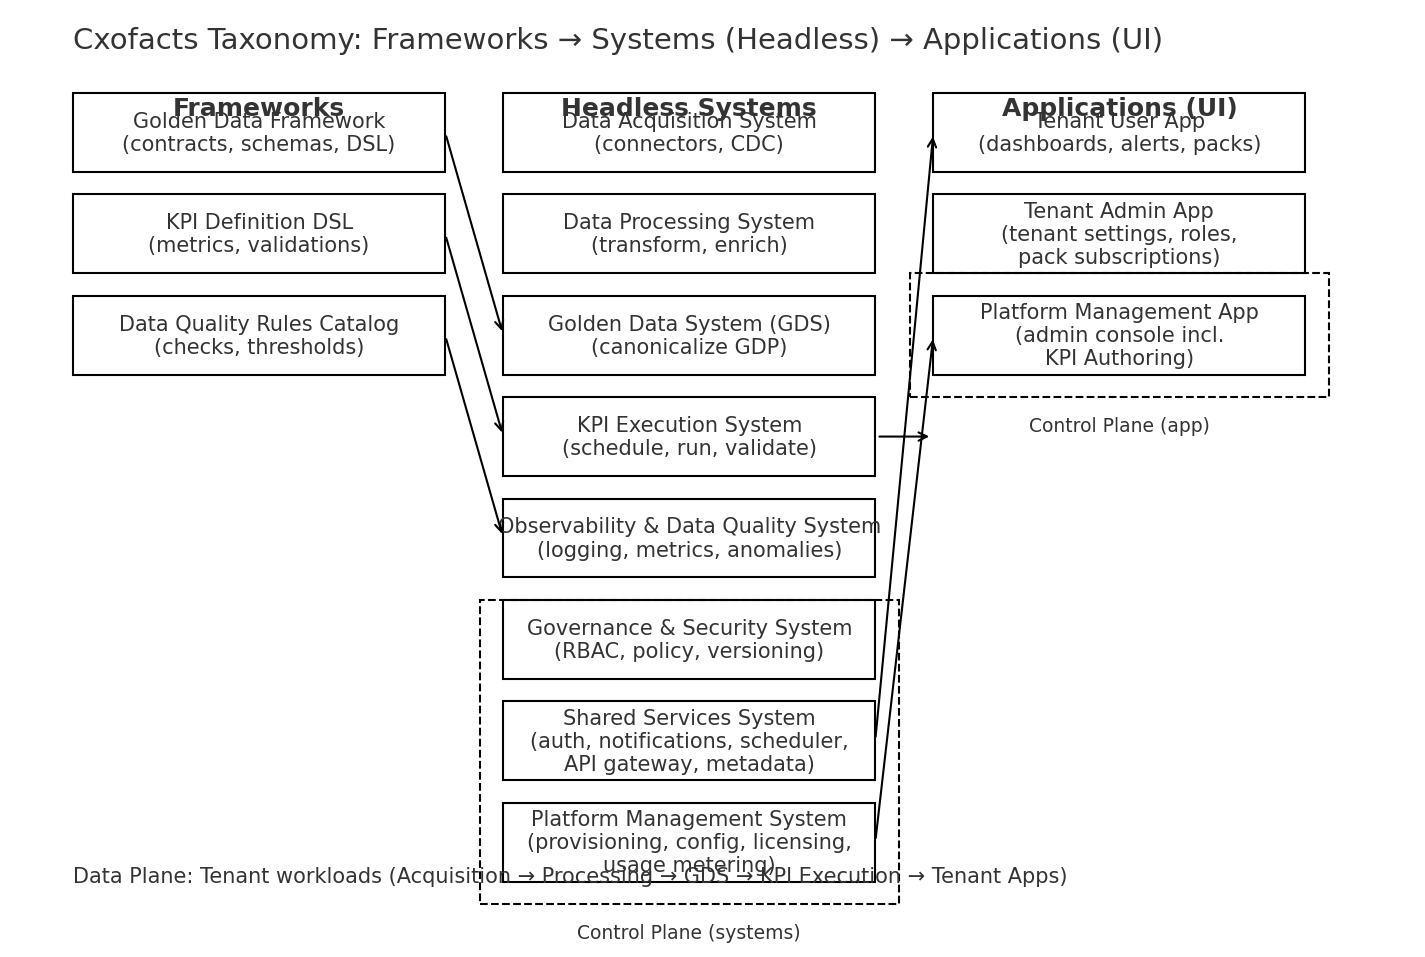 Cxofacts Taxonomy: Frameworks → Systems (Headless) → Applications (UI)
Frameworks
Golden Data Framework
(contracts, schemas, DSL)
KPI Definition DSL
(metrics, validations)
Data Quality Rules Catalog
(checks, thresholds)
Headless Systems
Data Acquisition System
(connectors, CDC)
Data Processing System
(transform, enrich)
Golden Data System (GDS)
(canonicalize GDP)
KPI Execution System
(schedule, run, validate)
Observability & Data Quality System
(logging, metrics, anomalies)
Governance & Security System
(RBAC, policy, versioning)
Shared Services System
(auth, notifications, scheduler,
API gateway, metadata)
Platform Management System
(provisioning, config, licensing,
usage metering)
Control Plane (systems)
Applications (UI)
Tenant User App
(dashboards, alerts, packs)
Tenant Admin App
(tenant settings, roles,
pack subscriptions)
Platform Management App
(admin console incl.
KPI Authoring)
Control Plane (app)
Data Plane: Tenant workloads (Acquisition → Processing → GDS → KPI Execution → Tenant Apps)